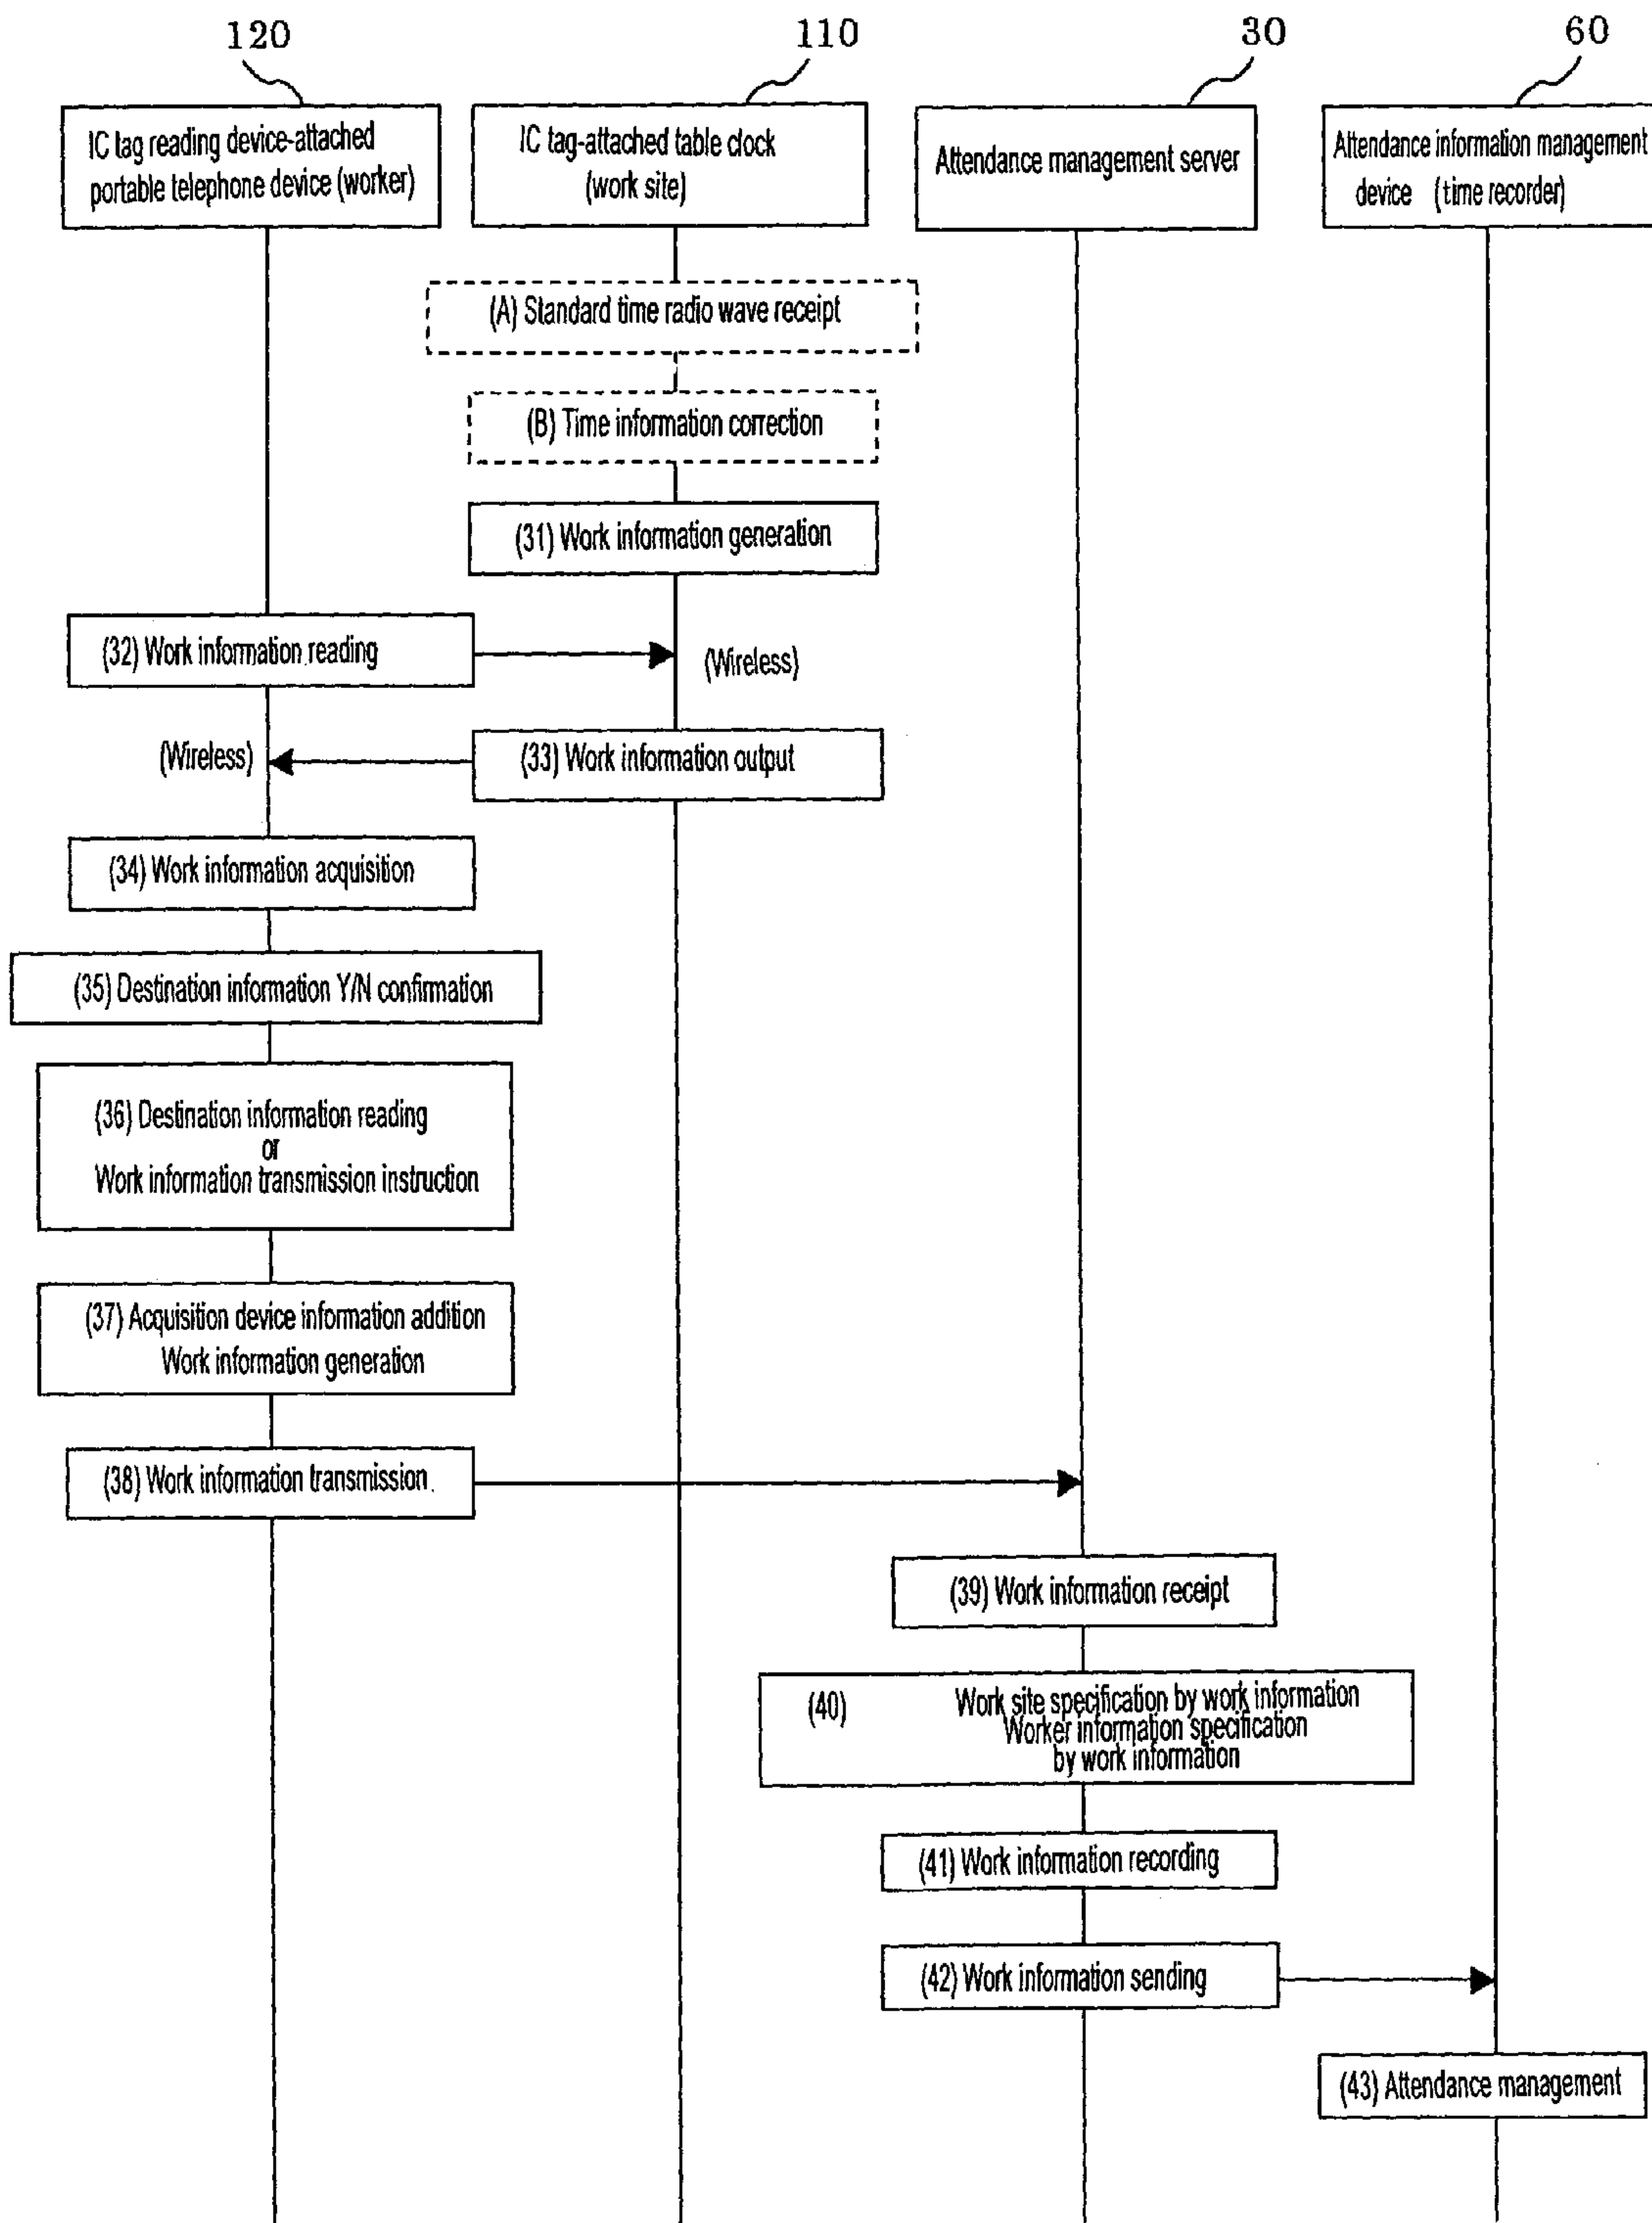 120
110
30
60
IC tag reading device-attached
portable telephone device (worker)
IC tag-attached table clock
(work site)
Attendance management server
Attendance information management
device (time recorder)
(A) Standard time radio wave receipt
(B) Time information correction
(31) Work information generation
(32) Work information reading
(Wireless)
(Wireless)
(33) Work information output
(34) Work information acquisition
(35) Destination information Y/N confirmation
(36) Destination information reading
or
Work information transmission instruction
(37) Acquisition device information addition
Work information generation
(38) Work information transmission
(39) Work information receipt
(40) Work site specification by work information
Worker information specification
by work information
(41) Work information recording
(42) Work information sending
(43) Attendance management